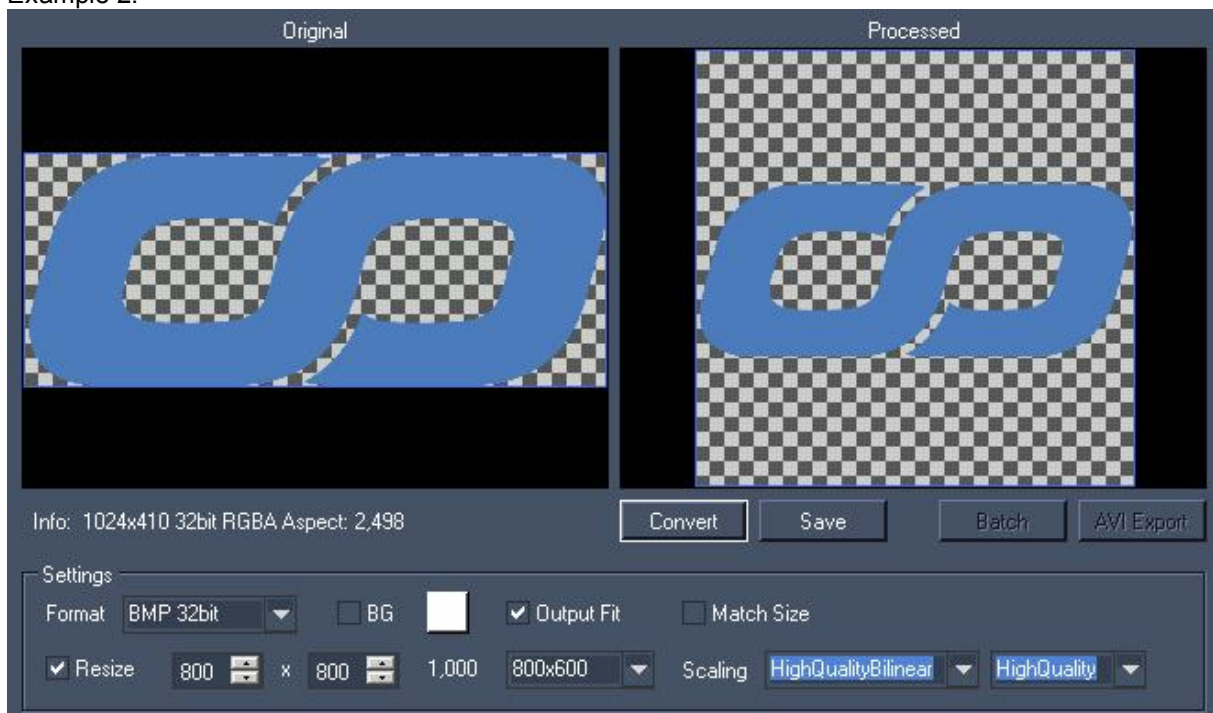 Example 2:
Original
Processed
Info: 1024x410 32bit RGBA Aspect: 2,498
Convert
Save
Batch
AVI Export
Settings
Format BMP 32bit BG Output Fit Match Size
Resize 800 x 800 1,000 800x600 Scaling HighQualityBilinear HighQuality